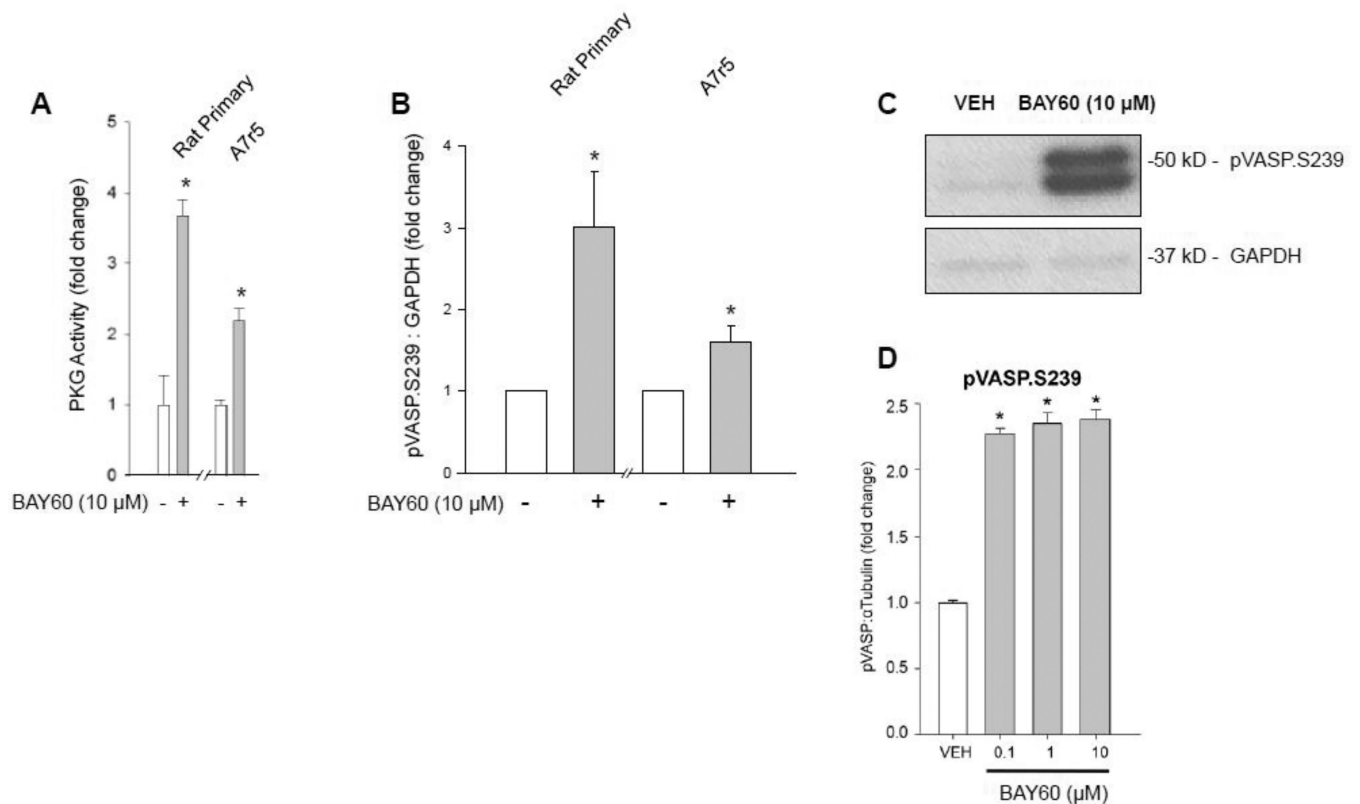 A
Rat Primary
A7r5
PKG Activity (fold change)
5
4
3
2
1
0
BAY60 (10 µM)
- + - +
B
Rat Primary
A7r5
pVASP.S239 : GAPDH (fold change)
4
3
2
1
0
BAY60 (10 µM)
- + - +
* *
* *
C
VEH BAY60 (10 µM)
-50 kD - pVASP.S239
-37 kD - GAPDH
D
pVASP.S239
pVASP:αTubulin (fold change)
2.5
2.0
2.5
1.0
0.5
0.0
* * *
VEH 0.1 1 10
BAY60 (µM)